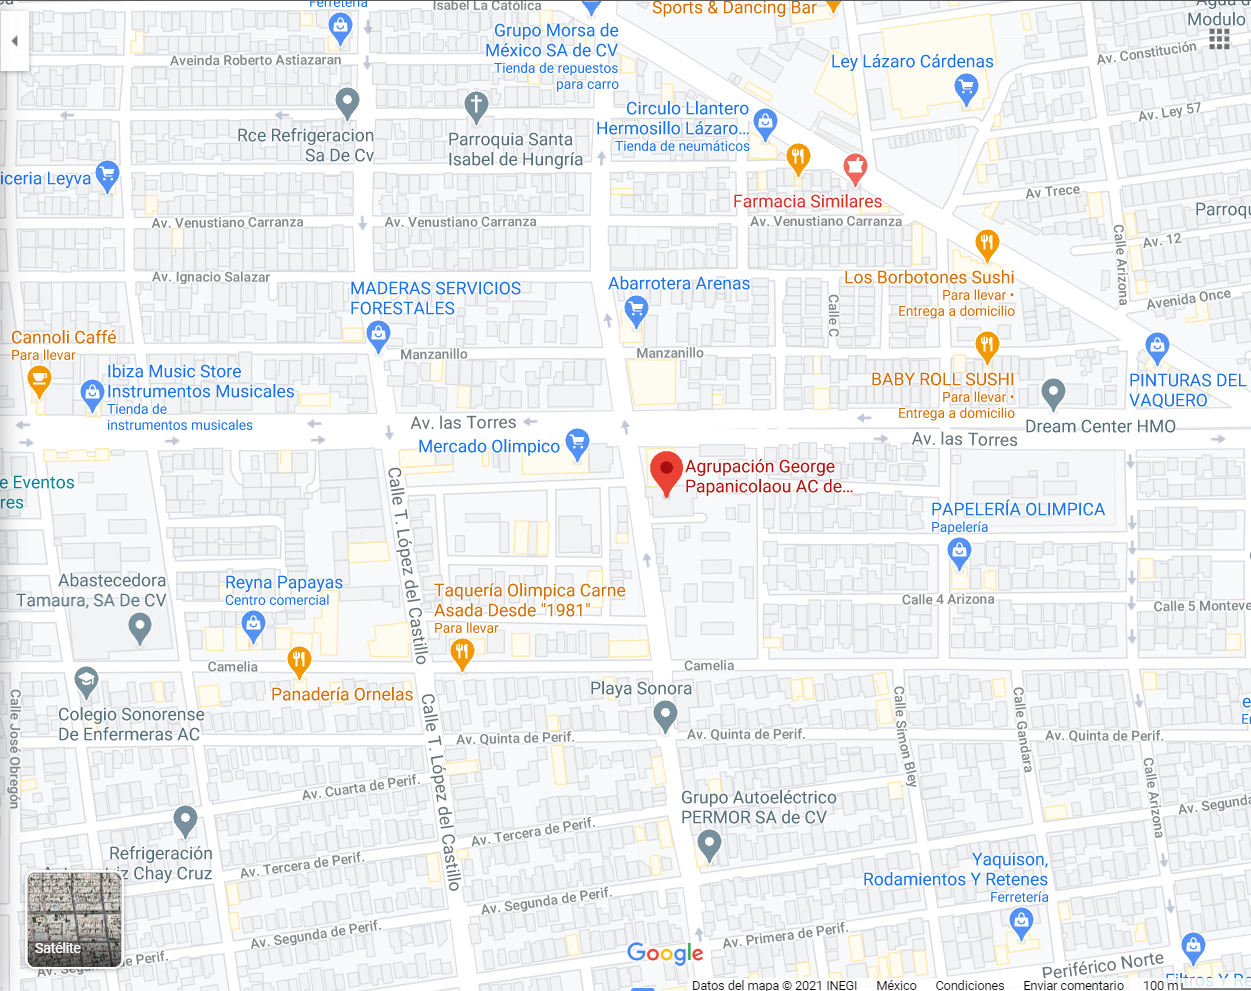 Ferretería
Isabel La Católica
Sports & Dancing Bar
Modulo
Grupo Morsa de
México SA de CV
Tienda de repuestos
para carro
Aveinda Roberto Astiazaran
Ley Lázaro Cárdenas
Av. Constitución
Av. Ley 57
Rce Refrigeracion
Sa De Cv
Parroquia Santa
Isabel de Hungría
Circulo Llantero
Hermosillo Lázaro...
Tienda de neumáticos
iceria Leyva
Farmacia Similares
Av. Trece
Parroqu
Av. Venustiano Carranza
Av. Venustiano Carranza
Av. Venustiano Carranza
Calle Arizona
Av. 12
Av. Ignacio Salazar
MADERAS SERVICIOS
FORESTALES
Abarrotera Arenas
Los Borbotones Sushi
Para llevar •
Entrega a domicilio
Calle C
Avenida Once
Cannoli Caffé
Para llevar
Manzanillo
Manzanillo
Ibiza Music Store
Instrumentos Musicales
Tienda de
instrumentos musicales
BABY ROLL SUSHI
Para llevar •
Entrega a domicilio
PINTURAS DEL
VAQUERO
Dream Center HMO
Av. las Torres
Av. las Torres
Mercado Olimpico
Agrupación George
Papanicolaou AC de...
e Eventos
res
Calle T. López del Castillo
PAPELERÍA OLIMPICA
Papelería
Abastecedora
Tamaura, SA De CV
Reyna Papayas
Centro comercial
Taquería Olimpica Carne
Asada Desde "1981"
Para llevar
Calle 4 Arizona
Calle 5 Monteve
Camelia
Camelia
Panadería Ornelas
Playa Sonora
Colegio Sonorense
De Enfermeras AC
Calle José Obregón
Calle T. López del Castillo
Av. Quinta de Perif.
Av. Quinta de Perif.
Av. Quinta de Perif.
Calle Simon Bley
Calle Gandara
Calle Arizona
Av. Cuarta de Perif.
Grupo Autoeléctrico
PERMOR SA de CV
Av. Segunda
Av. Tercera de Perif.
Av. Tercera de Perif.
Refrigeración
iz Chay Cruz
Yaquison,
Rodamientos Y Retenes
Ferretería
Av. Segunda de Perif.
Av. Segunda de Perif.
Av. Primera de Perif.
Satélite
Google
Periférico Norte
Filtros Y R
Datos del mapa © 2021 INEGI México Condiciones Enviar comentario 100 m